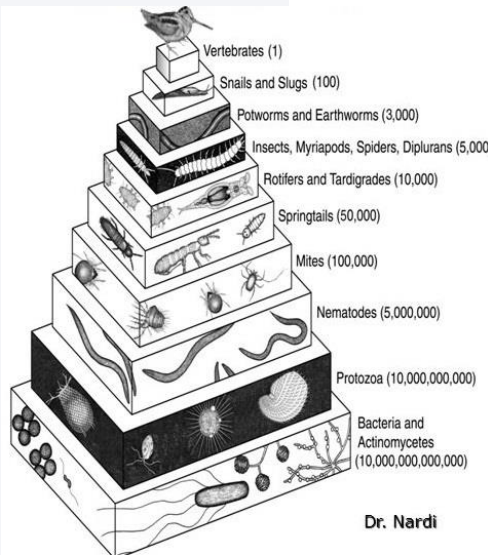 Vertebrates (1)
Snails and Slugs (100)
Potworms and Earthworms (3,000)
Insects, Myriapods, Spiders, Diplurans (5,000
Rotifers and Tardigrades (10,000)
Springtails (50,000)
Mites (100,000)
Nematodes (5,000,000)
Protozoa (10,000,000,000)
Bacteria and
Actinomycetes
(10,000,000,000,000)
Dr. Nardi